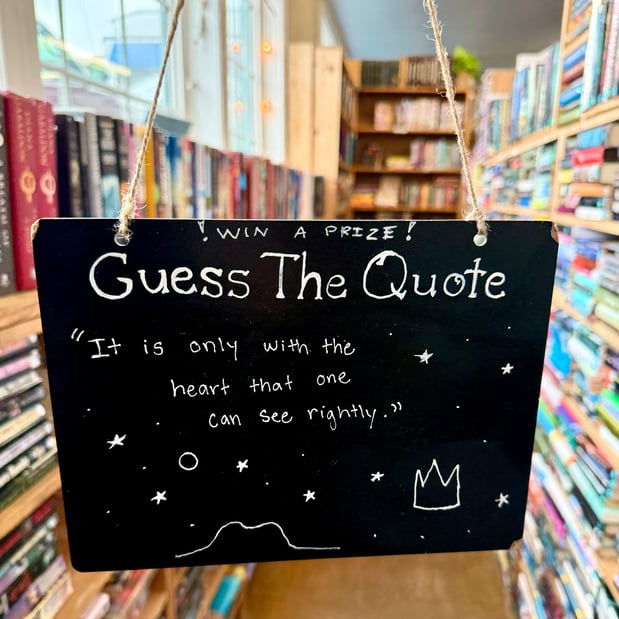 ! WIN A PRIZE !
Guess The Quote
"It is only with the
heart that one
can see rightly."